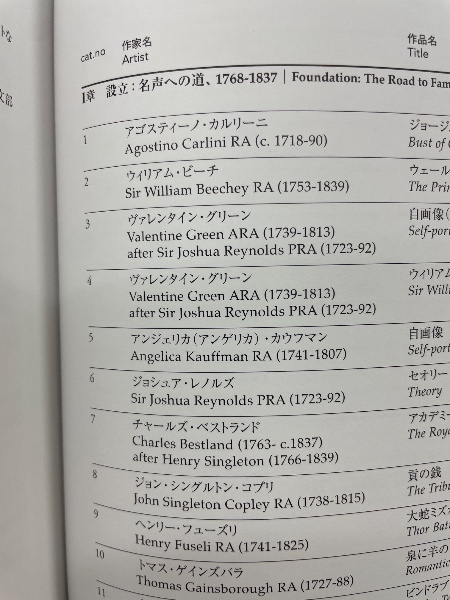 トな
文部
cat.no 作家名 作品名
Artist Title
I章 設立：名声への道、1768-1837 | Foundation: The Road to Fam
1 アゴスティーノ・カルリーニ ジョージ
Agostino Carlini RA (c. 1718-90) Bust of
2 ウィリアム・ビーチ ウェール
Sir William Beechey RA (1753-1839) The Prin
3 ヴァレンタイン・グリーン 自画像(
Valentine Green ARA (1739-1813) Self-port
after Sir Joshua Reynolds PRA (1723-92)
4 ヴァレンタイン・グリーン ウィリアム
Valentine Green ARA (1739-1813) Sir Willi
after Sir Joshua Reynolds PRA (1723-92)
5 アンジェリカ(アンゲリカ)・カウフマン 自画像
Angelica Kauffman RA (1741-1807) Self-port
6 ジョシュア・レノルズ セオリー
Sir Joshua Reynolds PRA (1723-92) Theory
7 チャールズ・ベストランド アカデミー
Charles Bestland (1763- c.1837) The Roya
after Henry Singleton (1766-1839)
8 ジョン・シングルトン・コプリ 貢の銭
John Singleton Copley RA (1738-1815) The Tribu
9 ヘンリー・フューズリ 大蛇ミズガ
Henry Fuseli RA (1741-1825) Thor Bat
10 トマス・ゲインズバラ 泉に羊の
Thomas Gainsborough RA (1727-88) Romantic
11 ピンドラプ